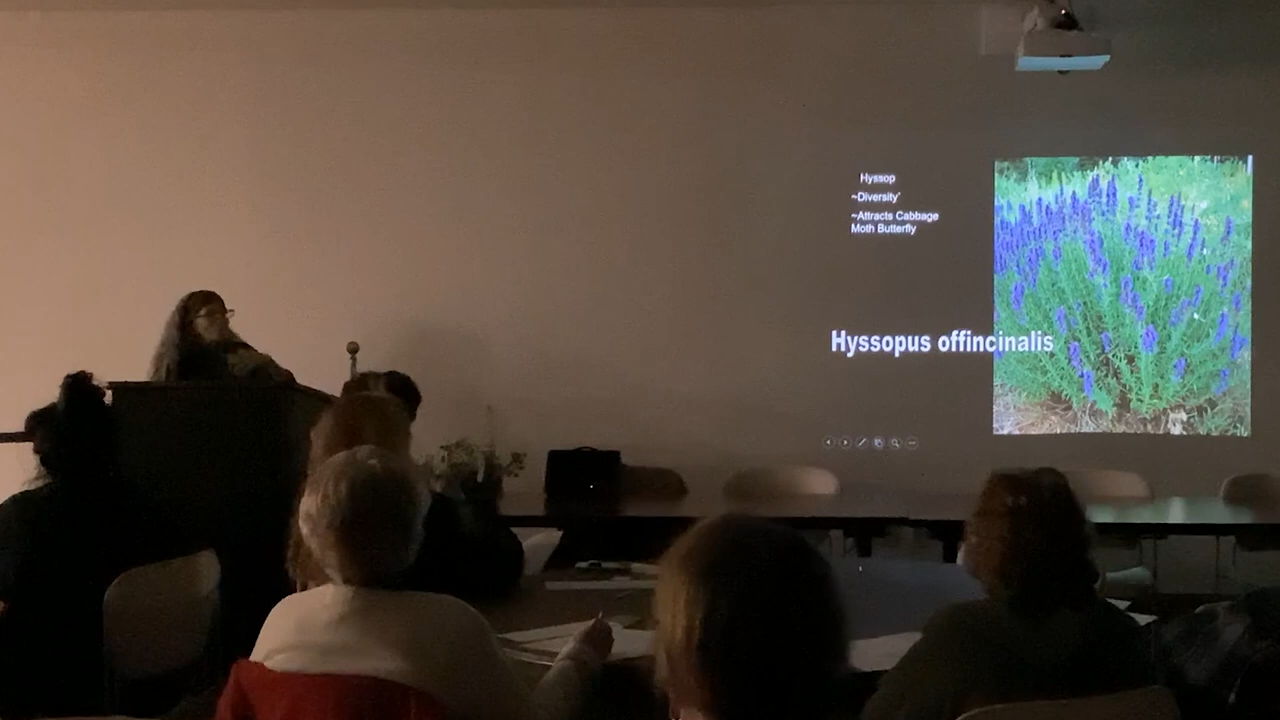 Hyssop
~Diversity'
~Attracts Cabbage
Moth Butterfly
Hyssopus offincinalis